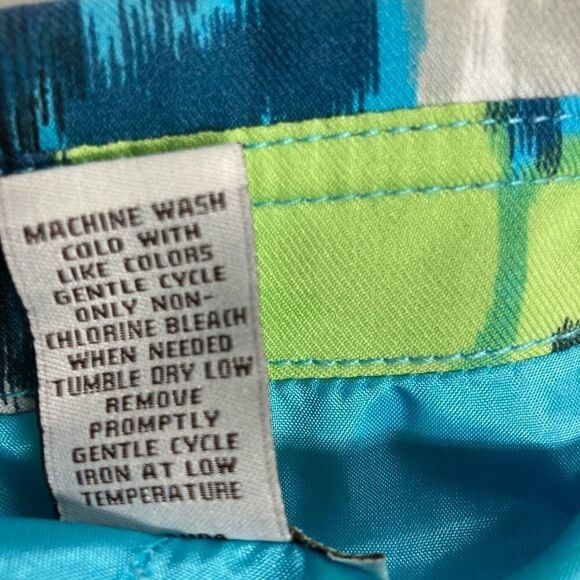 MACHINE WASH
COLD WITH
LIKE COLORS
GENTLE CYCLE
ONLY NON-
CHLORINE BLEACH
WHEN NEEDED
TUMBLE DRY LOW
REMOVE
PROMPTLY
GENTLE CYCLE
IRON AT LOW
TEMPERATURE